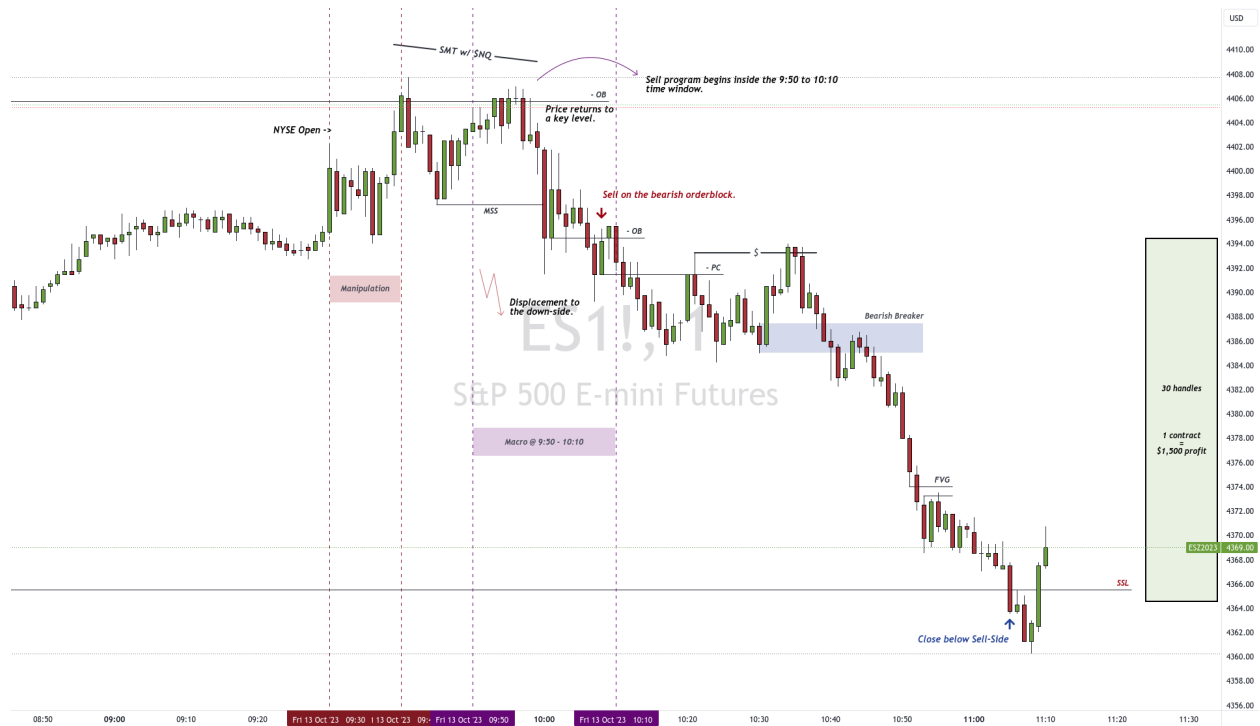 USD
4410.00
4408.00
4406.00
4404.00
4402.00
4400.00
4398.00
4396.00
4394.00
4392.00
4390.00
4388.00
4386.00
4384.00
4382.00
4380.00
4378.00
4376.00
4374.00
4372.00
4370.00
ESZ2023 4369.00
4368.00
4366.00
4364.00
4362.00
4360.00
4358.00
4356.00
SMT w/ $NQ
Sell program begins inside the 9:50 to 10:10
time window.
- OB
Price returns to
a key level.
NYSE Open ->
Sell on the bearish orderblock.
MSS
- OB
- PC
$
Manipulation
Displacement to
the down-side.
Bearish Breaker
ES1!, 1
S&P 500 E-mini Futures
30 handles
1 contract
=
$1,500 profit
Macro @ 9:50 - 10:10
FVG
SSL
Close below Sell-Side
08:50 09:00 09:10 09:20 Fri 13 Oct '23 09:30 13 Oct '23 Fri 13 Oct '23 09:50 10:00 Fri 13 Oct '23 10:10 10:20 10:30 10:40 10:50 11:00 11:10 11:20 11:30